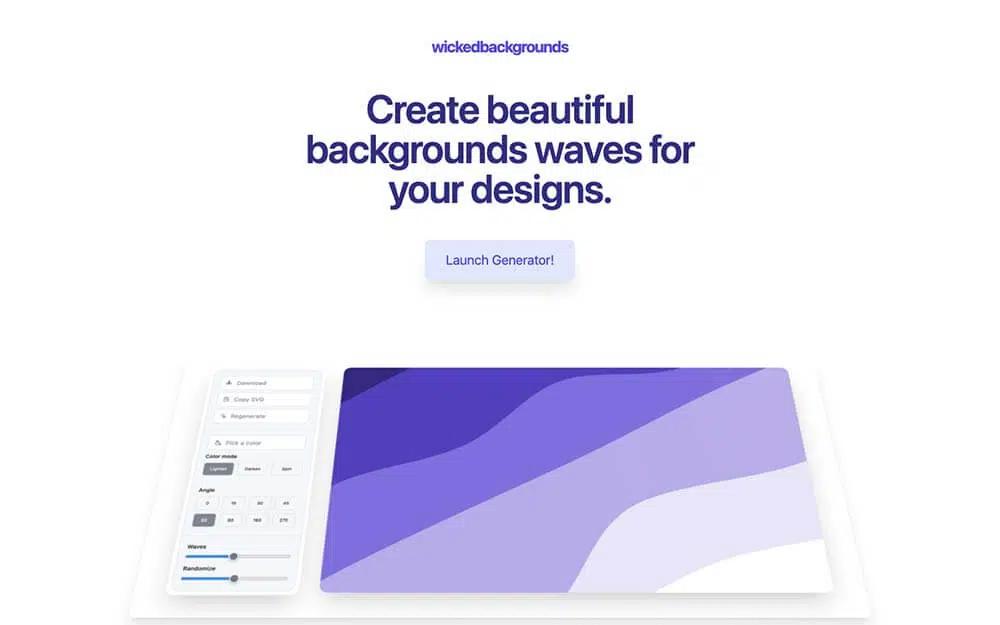 wickedbackgrounds
Create beautiful
backgrounds waves for
your designs.
Launch Generator!
Download
Copy SVG
Regenerate
Pick a color
Color mode
Lighten Darken Spin
Angle
0 15 30 45
90 180 270
Waves
Randomize